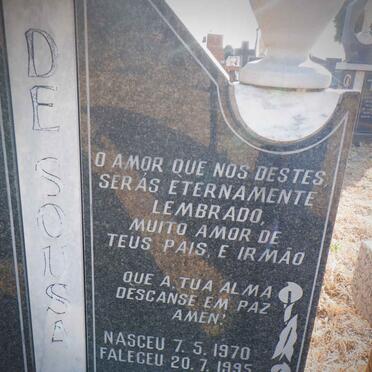 DE SOUSA
O AMOR QUE NOS DESTES,
SERÁS ETERNAMENTE
LEMBRADO,
MUITO AMOR DE
TEUS PAIS, E IRMÃO
QUE A TUA ALMA
DESCANSE EM PAZ
AMEN!
NASCEU 7. 5. 1970
FALECEU 20. 7. 1995